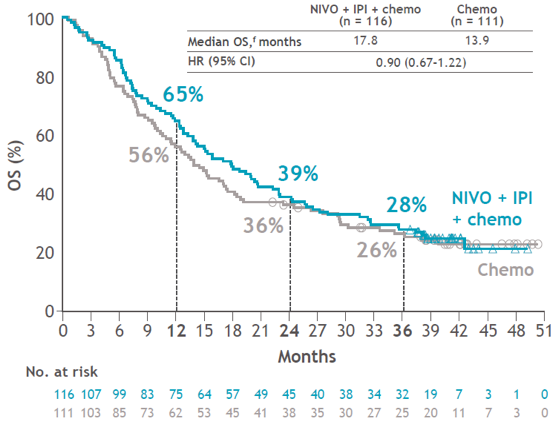 NIVO + IPI + chemo Chemo
(n = 116) (n = 111)
Median OS,f months 17.8 13.9
HR (95% CI) 0.90 (0.67-1.22)
100
80
60
40
20
0
OS (%)
65%
56%
39%
36%
28%
26%
NIVO + IPI
+ chemo
Chemo
0 3 6 9 12 15 18 21 24 27 30 33 36 39 42 45 48 51
Months
No. at risk
116 107 99 83 75 64 57 49 45 40 38 34 32 19 7 3 1 0
111 103 85 73 62 53 45 41 38 35 30 27 25 20 11 7 3 0